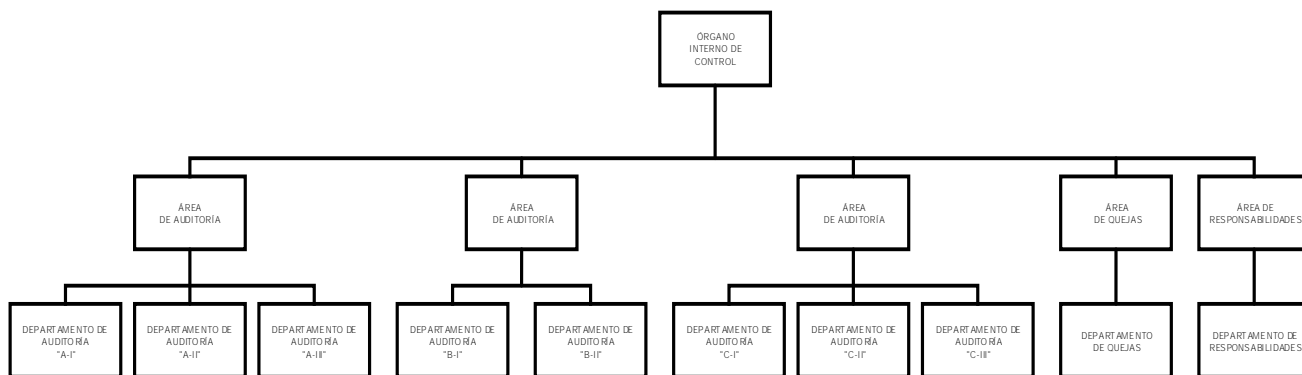 ÓRGANO
INTERNO DE
CONTROL
ÁREA
DE AUDITORÍA
ÁREA
DE AUDITORÍA
ÁREA
DE AUDITORÍA
ÁREA
DE QUEJAS
ÁREA DE
RESPONSABILIDADES
DEPARTAMENTO DE
AUDITORÍA
"A-I"
DEPARTAMENTO DE
AUDITORÍA
"A-II"
DEPARTAMENTO DE
AUDITORÍA
"A-III"
DEPARTAMENTO DE
AUDITORÍA
"B-I"
DEPARTAMENTO DE
AUDITORÍA
"B-II"
DEPARTAMENTO DE
AUDITORÍA
"C-I"
DEPARTAMENTO DE
AUDITORÍA
"C-II"
DEPARTAMENTO DE
AUDITORÍA
"C-III"
DEPARTAMENTO
DE QUEJAS
DEPARTAMENTO DE
RESPONSABILIDADES